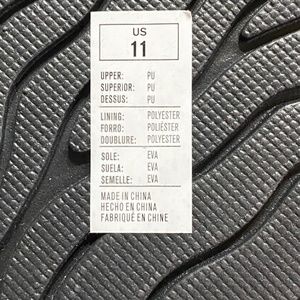 US
11
UPPER: PU
SUPERIOR: PU
DESSUS: PU
LINING: POLYESTER
FORRO: POLIÉSTER
DOUBLURE: POLYESTER
SOLE: EVA
SUELA: EVA
SEMELLE: EVA
MADE IN CHINA
HECHO EN CHINA
FABRIQUÉ EN CHINE